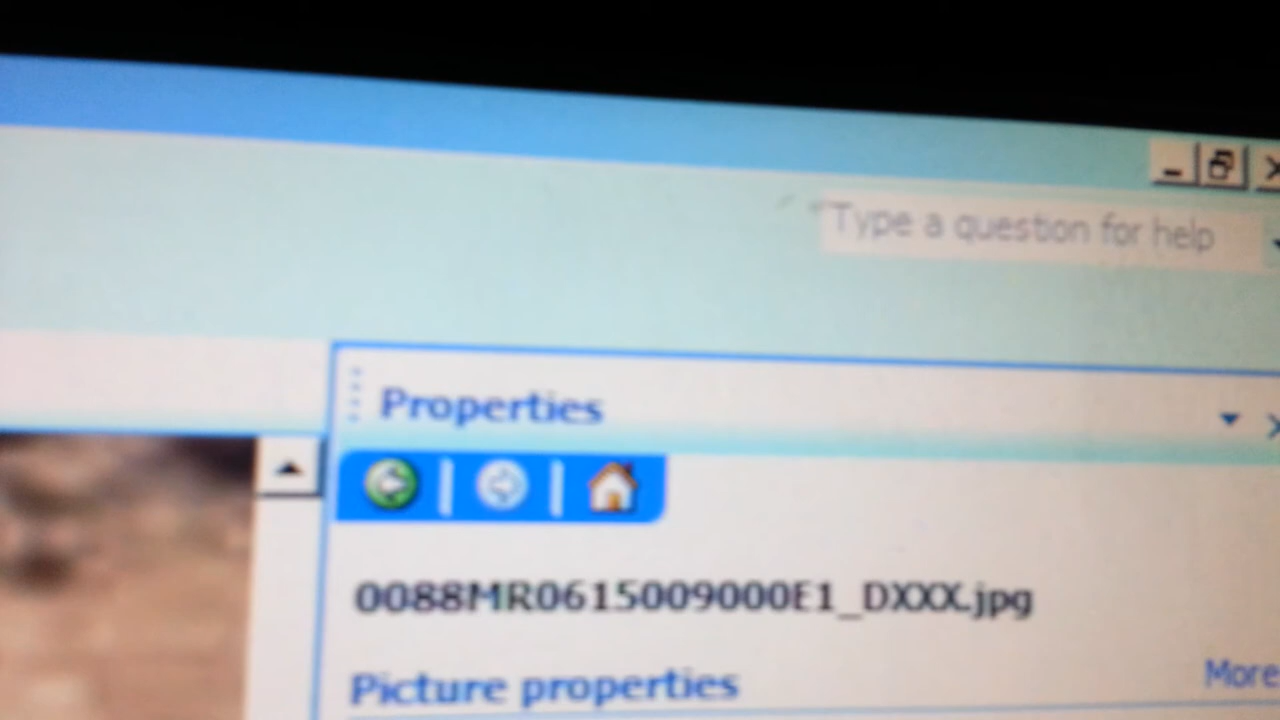 Type a question for help
Properties
0088MR0615009000E1_DXXX.jpg
Picture properties
More